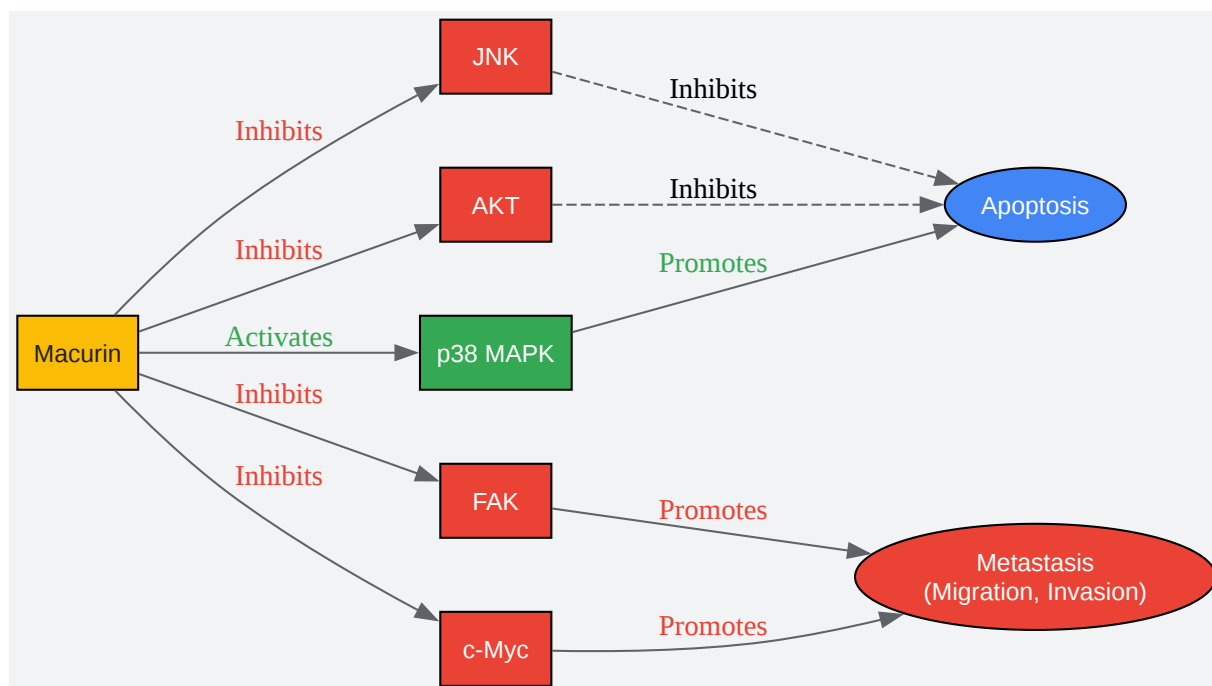 JNK
Inhibits
Inhibits
Inhibits
AKT
Apoptosis
Inhibits
Promotes
Activates
Macurin
p38 MAPK
Inhibits
Inhibits
FAK
Promotes
Metastasis
(Migration, Invasion)
Promotes
c-Myc